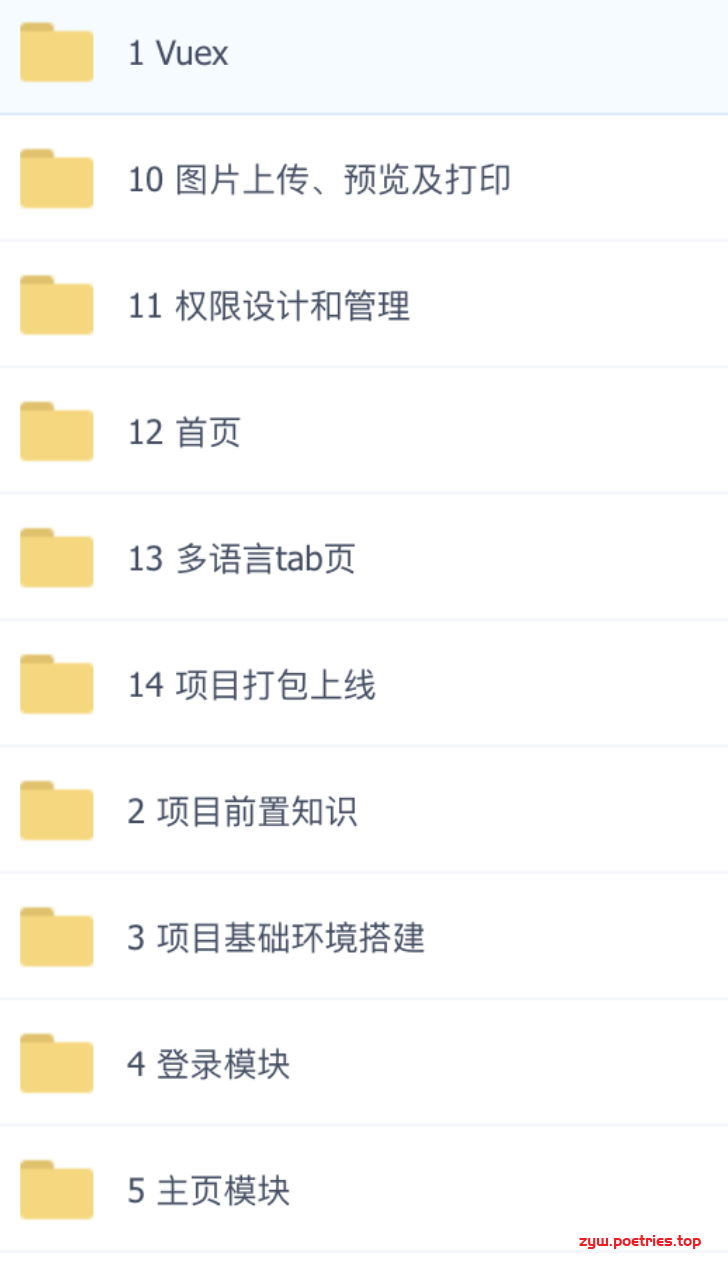 1 Vuex
10 图片上传、预览及打印
11 权限设计和管理
12 首页
13 多语言tab页
14 项目打包上线
2 项目前置知识
3 项目基础环境搭建
4 登录模块
5 主页模块
zyw.poetries.top